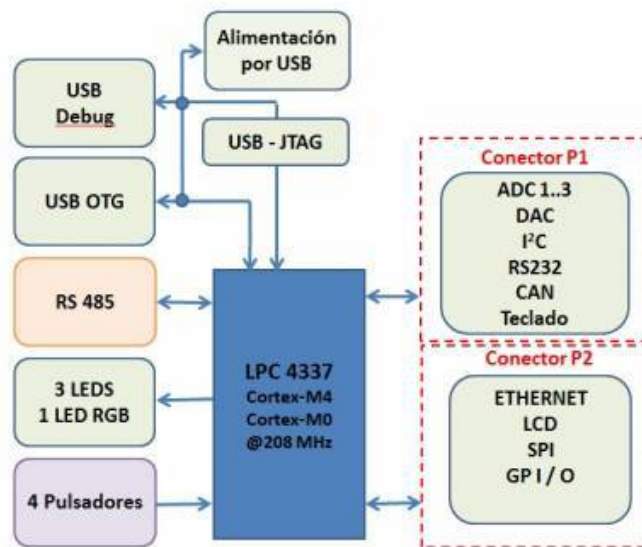 Alimentación
por USB
USB
Debug
USB - JTAG
USB OTG
Conector P1
ADC 1..3
DAC
I²C
RS232
CAN
Teclado
RS 485
LPC 4337
Cortex-M4
Cortex-M0
@208 MHz
3 LEDS
1 LED RGB
Conector P2
ETHERNET
LCD
SPI
GP I / O
4 Pulsadores